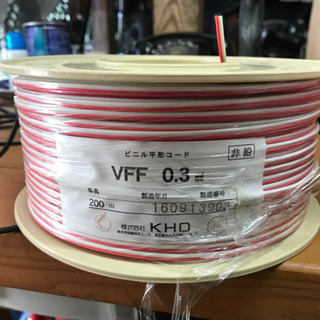 ビニル平形コード
非鉛
VFF 0.3㎟
条長
200 m
製造年月
製造番号
株式会社 KHD